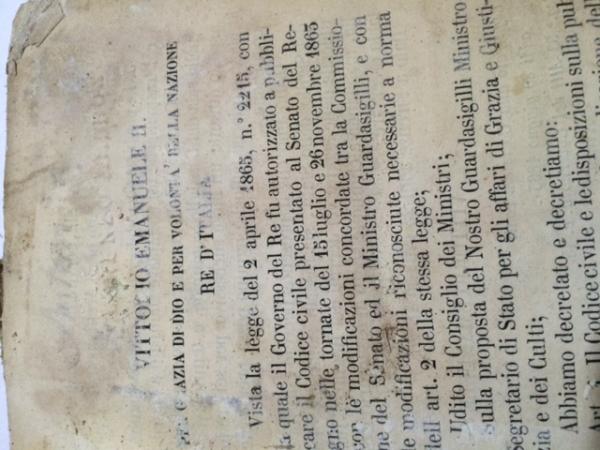 VITTORIO EMANUELE II.
PER GRAZIA DI DIO E PER VOLONTA' DELLA NAZIONE
RE D'ITALIA
Vista la legge del 2 aprile 1865, n.° 2215, con
la quale il Governo del Re fu autorizzato a pubbli-
care il Codice civile presentato al Senato del Re-
gno nelle tornate del 15 luglio e 26 novembre 1863
con le modificazioni concordate tra la Commissio-
ne del Senato ed il Ministro Guardasigilli, e con
le modificazioni riconosciute necessarie a norma
dell'art. 2 della stessa legge;
Udito il Consiglio dei Ministri;
Sulla proposta del Nostro Guardasigilli Ministro
Segretario di Stato per gli affari di Grazia e Giusti-
zia e dei Culti;
Abbiamo decretato e decretiamo:
Art. 1. Il Codice civile e le disposizioni sulla pub